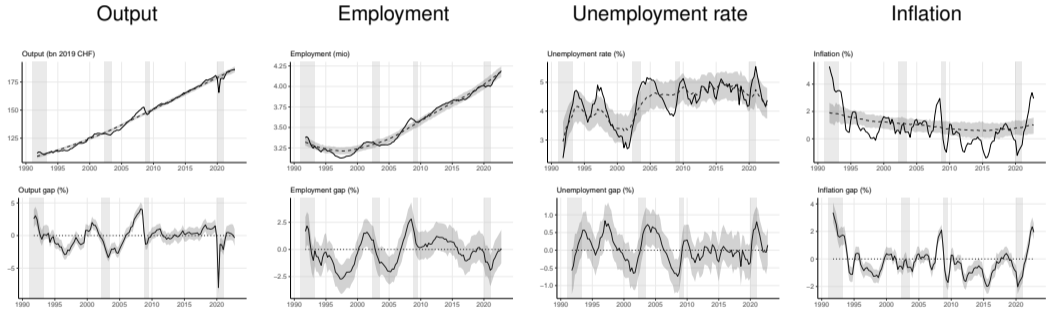 Output
Employment
Unemployment rate
Inflation
Output (bn 2019 CHF)
Employment (mio)
Unemployment rate (%)
Inflation (%)
175
150
125
4.25
4.00
3.75
3.50
3.25
5
4
3
4
2
0
1990 1995 2000 2005 2010 2015 2020
1990 1995 2000 2005 2010 2015 2020
1990 1995 2000 2005 2010 2015 2020
1990 1995 2000 2005 2010 2015 2020
Output gap (%)
Employment gap (%)
Unemployment gap (%)
Inflation gap (%)
5
0
−5
2.5
0.0
−2.5
1.0
0.5
0.0
−0.5
−1.0
4
2
0
−2
1990 1995 2000 2005 2010 2015 2020
1990 1995 2000 2005 2010 2015 2020
1990 1995 2000 2005 2010 2015 2020
1990 1995 2000 2005 2010 2015 2020